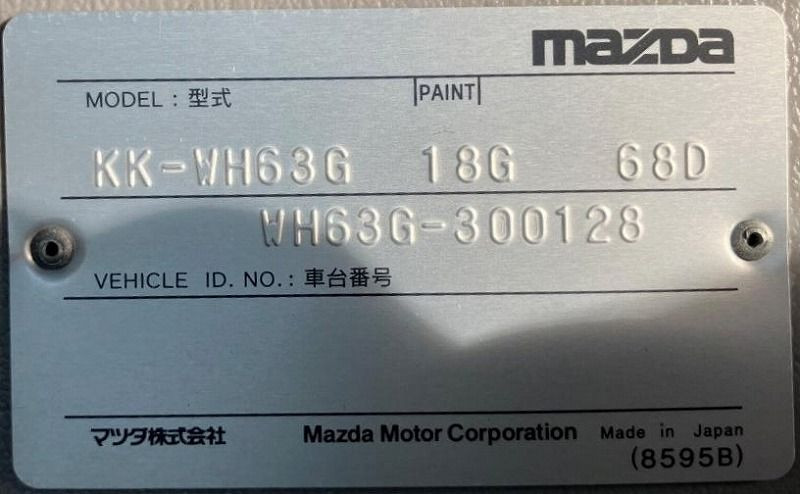 mazda
MODEL : 型式 PAINT
KK-WH63G 18G 68D
WH63G-300128
VEHICLE ID. NO. : 車台番号
マツダ株式会社 Mazda Motor Corporation Made in Japan
(8595B)